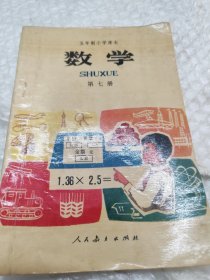 五年制小学课本
数学
SHUXUE
第七册
1.36×2.5=
人民教育出版社